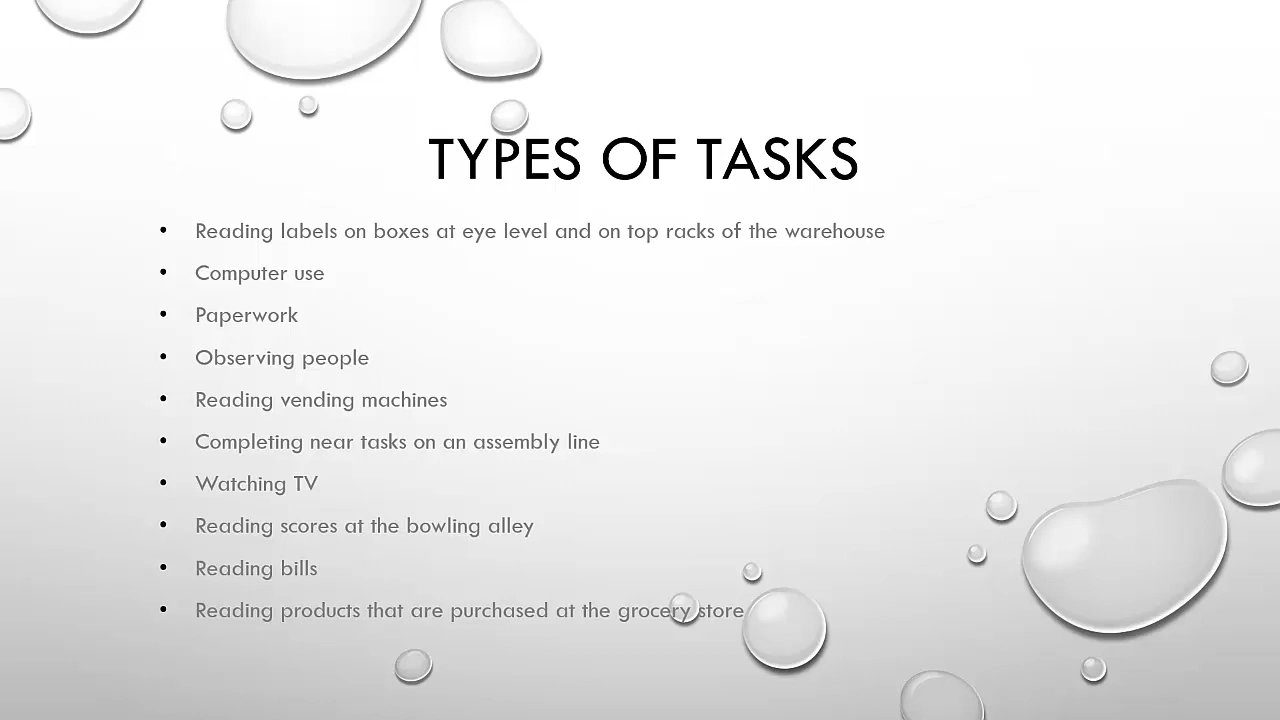 TYPES OF TASKS
• Reading labels on boxes at eye level and on top racks of the warehouse
• Computer use
• Paperwork
• Observing people
• Reading vending machines
• Completing near tasks on an assembly line
• Watching TV
• Reading scores at the bowling alley
• Reading bills
• Reading products that are purchased at the grocery store